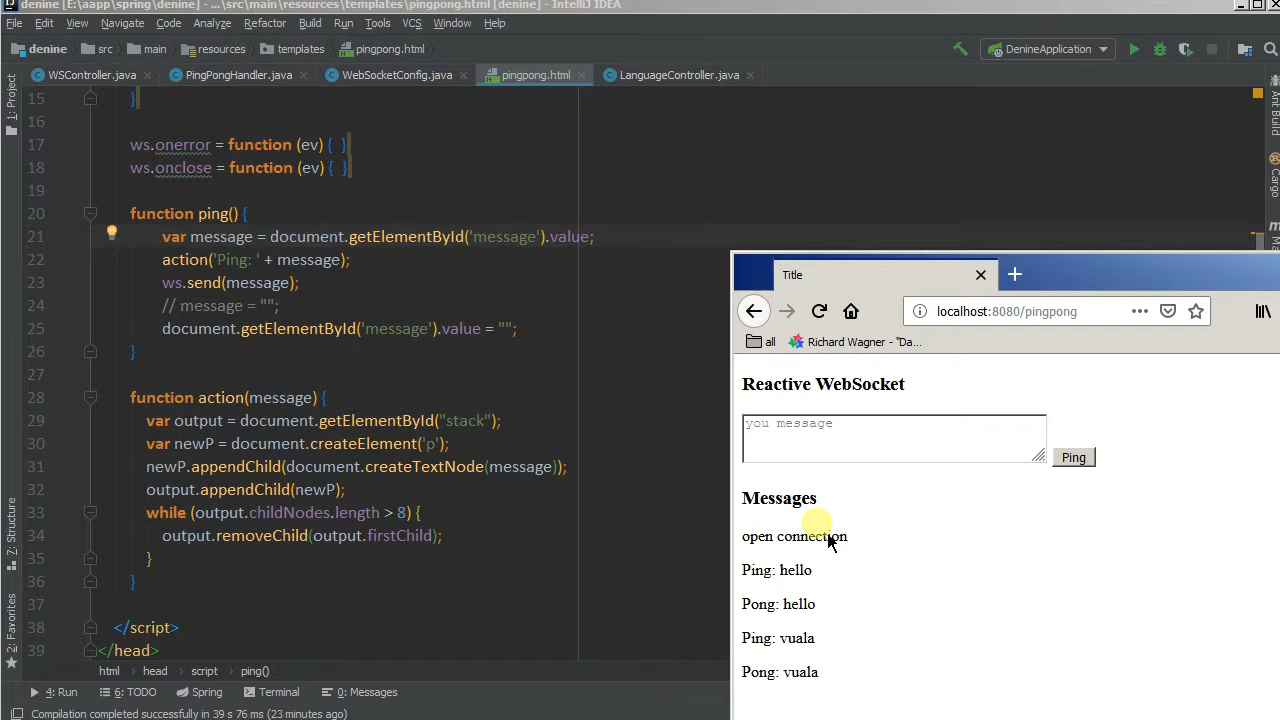 denine [E:\aapp\spring\denine] - ...\src\main\resources\templates\pingpong.html [denine] - IntelliJ IDEA
File Edit View Navigate Code Analyze Refactor Build Run Tools VCS Window Help
denine src main resources templates pingpong.html DenineApplication
WSController.java PingPongHandler.java WebSocketConfig.java pingpong.html LanguageController.java
1: Project
Z: Structure
2: Favorites
Ant Build
Cargo
Ma
15 }
16
17 ws.onerror = function (ev) { }
18 ws.onclose = function (ev) { }
19
20 function ping() {
21 var message = document.getElementById('message').value;
22 action('Ping: ' + message);
23 ws.send(message);
24 // message = "";
25 document.getElementById('message').value = "";
26 }
27
28 function action(message) {
29 var output = document.getElementById("stack");
30 var newP = document.createElement('p');
31 newP.appendChild(document.createTextNode(message));
32 output.appendChild(newP);
33 while (output.childNodes.length > 8) {
34 output.removeChild(output.firstChild);
35 }
36 }
37
38 </script>
39 </head>
html head script ping()
4: Run 6: TODO Spring Terminal 0: Messages
Compilation completed successfully in 39 s 76 ms (23 minutes ago)
Title
localhost:8080/pingpong
all Richard Wagner - "Da...
Reactive WebSocket
you message
Ping
Messages
open connection
Ping: hello
Pong: hello
Ping: vuala
Pong: vuala